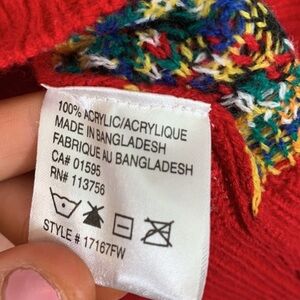 100% ACRYLIC/ACRYLIQUE
MADE IN BANGLADESH
FABRIQUE AU BANGLADESH
CA# 01595
RN# 113756
STYLE # 17167FW